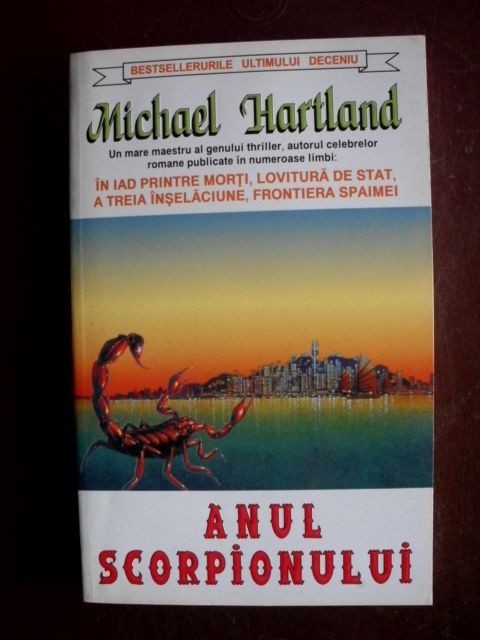 BESTSELLERURILE ULTIMULUI DECENIU
Michael Hartland
Un mare maestru al genului thriller, autorul celebrelor
romane publicate în numeroase limbi:
ÎN IAD PRINTRE MORȚI, LOVITURĂ DE STAT,
A TREIA ÎNȘELĂCIUNE, FRONTIERA SPAIMEI
ANUL
SCORPIONULUI